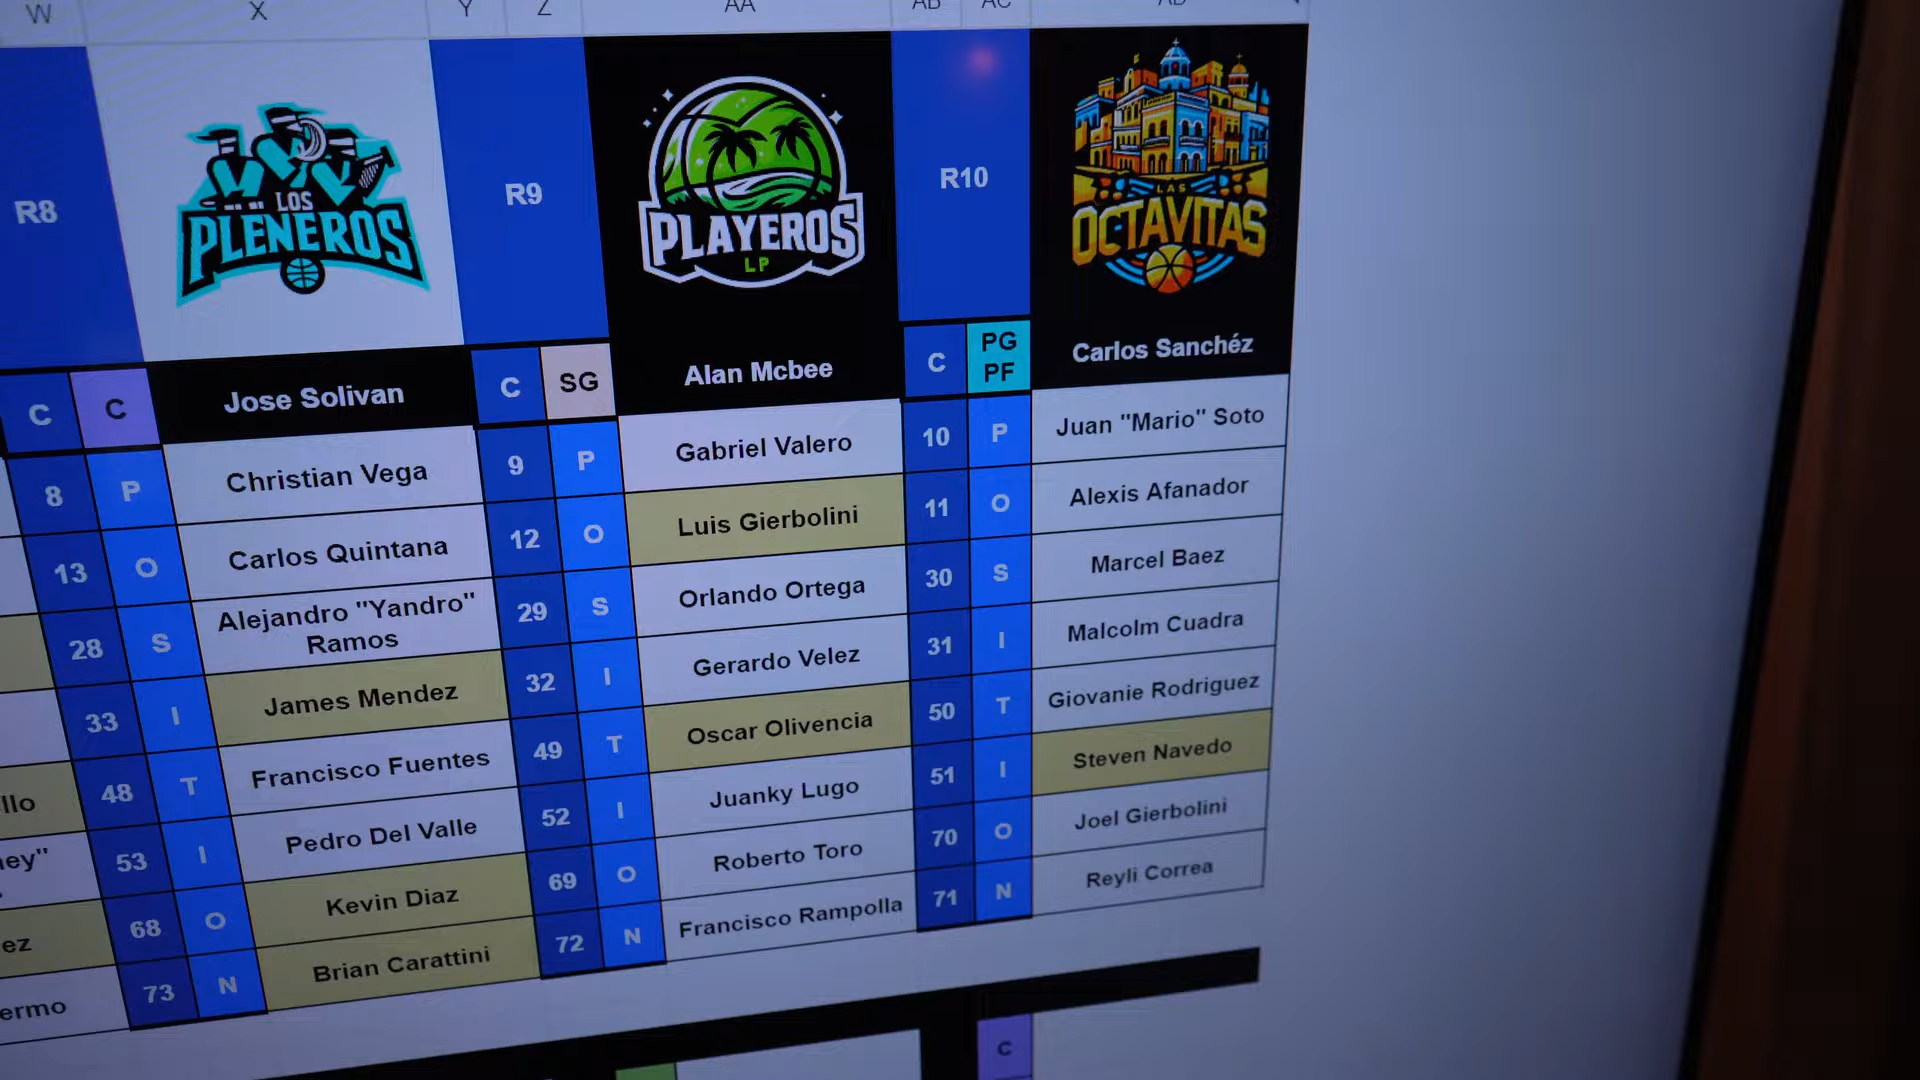 W X Y Z AA AB AC AD
R8 R9 R10
LOS
PLENEROS
PLAYEROS
LP
LAS
OCTAVITAS
C C Jose Solivan C SG Alan Mcbee C PG PF Carlos Sanchéz
8 P Christian Vega 9 P Gabriel Valero 10 P Juan "Mario" Soto
13 O Carlos Quintana 12 O Luis Gierbolini 11 O Alexis Afanador
28 S Alejandro "Yandro" Ramos 29 S Orlando Ortega 30 S Marcel Baez
33 I James Mendez 32 I Gerardo Velez 31 I Malcolm Cuadra
llo 48 T Francisco Fuentes 49 T Oscar Olivencia 50 T Giovanie Rodriguez
ey" 53 I Pedro Del Valle 52 I Juanky Lugo 51 I Steven Navedo
ez 68 O Kevin Diaz 69 O Roberto Toro 70 O Joel Gierbolini
ermo 73 N Brian Carattini 72 N Francisco Rampolla 71 N Reyli Correa
C